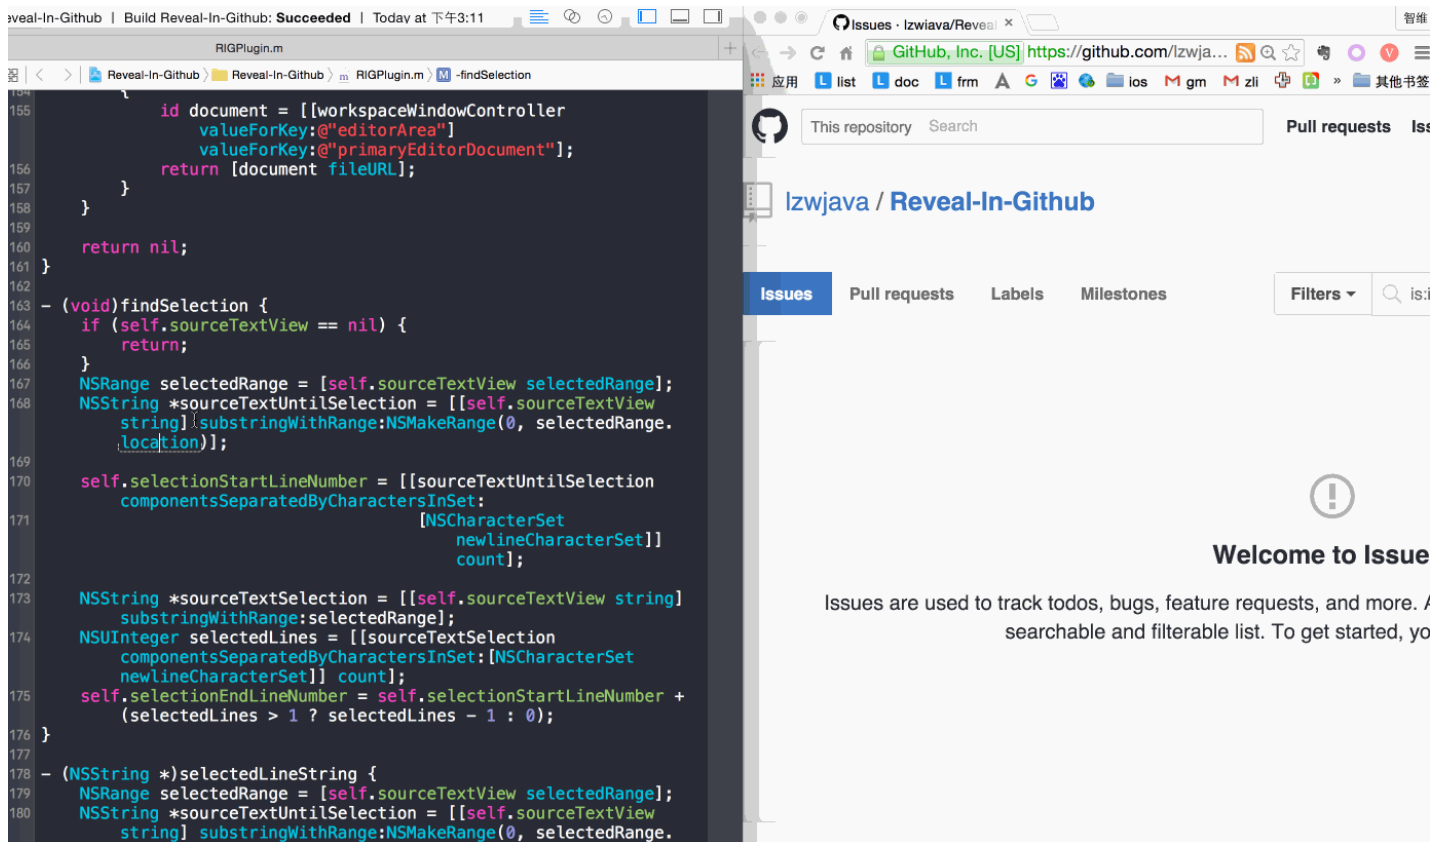 eveal-In-Github | Build Reveal-In-Github: Succeeded | Today at 下午3:11
RIGPlugin.m
Reveal-In-Github Reveal-In-Github m RIGPlugin.m M -findSelection
154 {
155 id document = [[workspaceWindowController
valueForKey:@"editorArea"]
valueForKey:@"primaryEditorDocument"];
156 return [document fileURL];
157 }
158 }
159
160 return nil;
161 }
162
163 - (void)findSelection {
164 if (self.sourceTextView == nil) {
165 return;
166 }
167 NSRange selectedRange = [self.sourceTextView selectedRange];
168 NSString *sourceTextUntilSelection = [[self.sourceTextView
string] substringWithRange:NSMakeRange(0, selectedRange.
location)];
169
170 self.selectionStartLineNumber = [[sourceTextUntilSelection
componentsSeparatedByCharactersInSet:
171 [NSCharacterSet
newlineCharacterSet]]
count];
172
173 NSString *sourceTextSelection = [[self.sourceTextView string]
substringWithRange:selectedRange];
174 NSUInteger selectedLines = [[sourceTextSelection
componentsSeparatedByCharactersInSet:[NSCharacterSet
newlineCharacterSet]] count];
175 self.selectionEndLineNumber = self.selectionStartLineNumber +
(selectedLines > 1 ? selectedLines - 1 : 0);
176 }
177
178 - (NSString *)selectedLineString {
179 NSRange selectedRange = [self.sourceTextView selectedRange];
180 NSString *sourceTextUntilSelection = [[self.sourceTextView
string] substringWithRange:NSMakeRange(0, selectedRange.
Issues · lzwjava/Reveal × 智维
GitHub, Inc. [US] https://github.com/lzwja...
应用 L list L doc L frm A G ios M gm M zli » 其他书签
This repository Search Pull requests Iss
lzwjava / Reveal-In-Github
Issues Pull requests Labels Milestones Filters is:i
Welcome to Issue
Issues are used to track todos, bugs, feature requests, and more. A
searchable and filterable list. To get started, yo